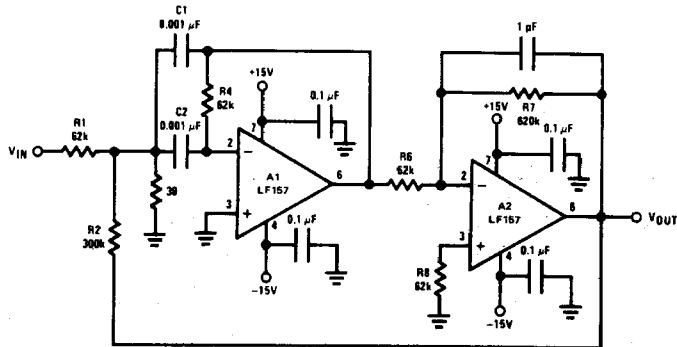 C1
0.001 µF
1 pF
+15V
0.1 µF
R4
62k
R7
620k
+15V
C2
0.001 µF
0.1 µF
R1
62k
V_IN
R6
62k
2
7
6
A1
LF157
3
4
39
0.1 µF
R2
300k
-15V
2
7
6
A2
LF157
V_OUT
3
4
0.1 µF
R8
62k
-15V